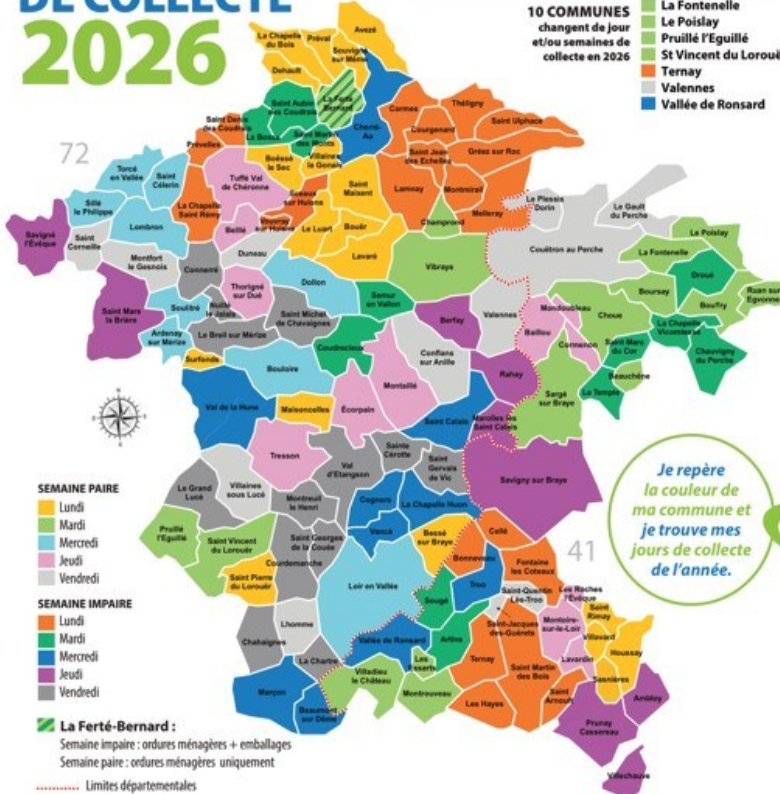 DE COLLECTE
2026
10 COMMUNES
changent de jour
et/ou semaines de
collecte en 2026
La Fontenelle
Le Poislay
Pruillé l'Eguillé
St Vincent du Lorou
Ternay
Valennes
Vallée de Ronsard
72
Avezé
La Chapelle
du Bois
Préval
Souvigné
sur Même
Dehault
La Ferté
Bernard
Saint Aubin
des Coudrais
Cherré-
Au
Cormes
Théligny
Saint Ulphace
Courgenard
Saint Denis
des Coudrais
La Bosse
Saint Martin
des Monts
Saint Jean
des Echelles
Gréez sur Roc
Prévelles
Boëssé
le Sec
Villaines
la Gonais
Torcé
en Vallée
Saint
Célerin
Tuffé Val
de Chéronne
Sceaux
sur Huisne
Saint
Maixent
Lamnay
Montmirail
Sillé
le Philippe
La Chapelle
Saint Rémy
Vouvray
sur Huisne
Melleray
Le Plessis
Dorin
Le Gault
du Perche
Savigné
l'Évêque
Saint
Corneille
Lombron
Beillé
Le Luart
Bouër
Champrond
Le Poislay
Montfort
le Gesnois
Connerré
Duneau
Lavaré
Vibraye
Couëtron au Perche
La Fontenelle
Droué
Saint Mars
la Brière
Soulitré
Nuillé
le Jalais
Thorigné
sur Dué
Dollon
Semur
en Vallon
Boursay
Bouffry
Ruan sur
Egvonne
Ardenay
sur Mérize
Le Breil sur Mérize
Saint Michel
de Chavaignes
Berfay
Valennes
Mondoubleau
Choue
La Chapelle
Vicomtesse
Baillou
Cormenon
Saint Marc
du Cor
Chauvigny
du Perche
Surfonds
Coudrecieux
Conflans
sur Anille
Bouloire
Montaillé
Rahay
Sargé
sur Braye
Beauchêne
Le Temple
Val de la Hune
Maisoncelles
Écorpain
Saint Calais
Marolles les
Saint Calais
Tresson
Val
d'Etangson
Sainte
Cérotte
Saint
Gervais
de Vic
Savigny sur Braye
Le Grand
Lucé
Villaines
sous Lucé
Montreuil
le Henri
Cogners
La Chapelle Huon
Pruillé
l'Eguillé
Saint Vincent
du Lorouër
Saint Georges
de la Couée
Vancé
Bessé
sur Braye
Cellé
Courdemanche
Bonneveau
Fontaine
les Coteaux
41
Saint Pierre
du Lorouër
Loir en Vallée
Sougé
Troo
Saint-Quentin
Lès-Troo
Les Roches
l'Évêque
Saint
Rimay
Lhomme
Saint-Jacques
des-Guérets
Montoire-
sur-le-Loir
Villavard
Houssay
Chahaignes
La Chartre
Vallée de Ronsard
Artins
Lavardin
Les
Essarts
Ternay
Saint Martin
des Bois
Sasnières
Marçon
Beaumont
sur Dême
Villedieu
le Château
Montrouveau
Les Hayes
Saint
Arnoult
Ambloy
Prunay
Cassereau
Villechauve
N
SEMAINE PAIRE
Lundi
Mardi
Mercredi
Jeudi
Vendredi
SEMAINE IMPAIRE
Lundi
Mardi
Mercredi
Jeudi
Vendredi
La Ferté-Bernard :
Semaine impaire : ordures ménagères + emballages
Semaine paire : ordures ménagères uniquement
Limites départementales
Je repère
la couleur de
ma commune et
je trouve mes
jours de collecte
de l'année.